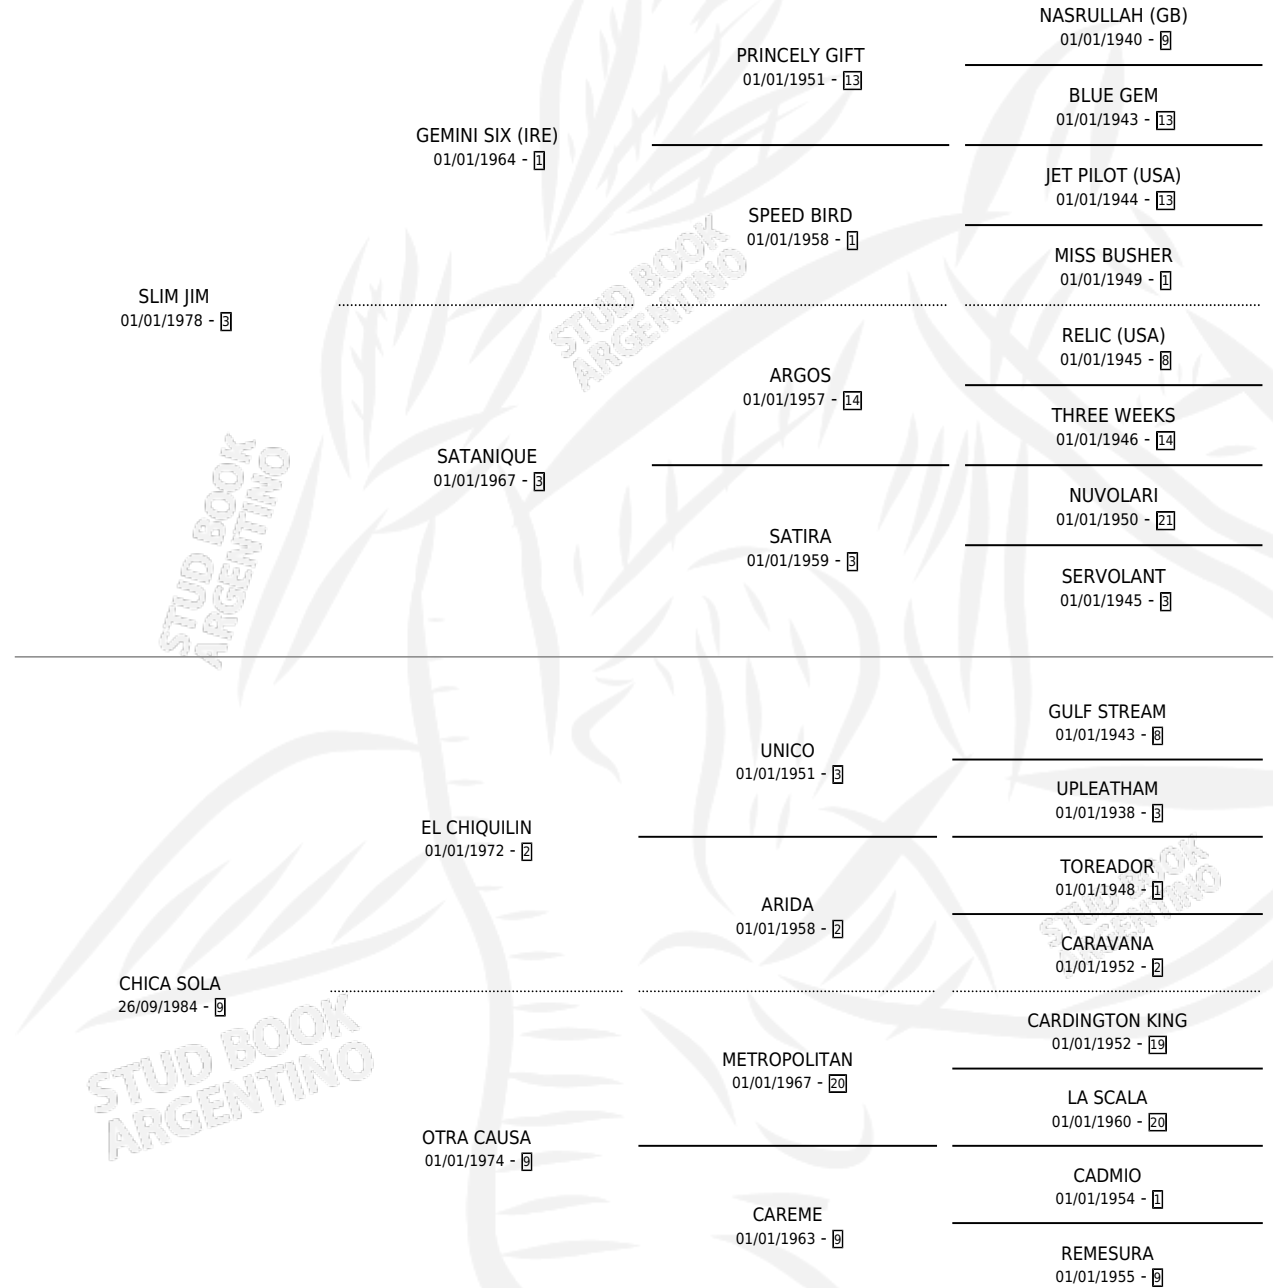 NASRULLAH (GB)
01/01/1940 - 9
PRINCELY GIFT
01/01/1951 - 13
BLUE GEM
01/01/1943 - 13
GEMINI SIX (IRE)
01/01/1964 - 1
JET PILOT (USA)
01/01/1944 - 13
SPEED BIRD
01/01/1958 - 1
MISS BUSHER
01/01/1949 - 1
SLIM JIM
01/01/1978 - 3
STUD BOOK
ARGENTINO
RELIC (USA)
01/01/1945 - 8
ARGOS
01/01/1957 - 14
THREE WEEKS
01/01/1946 - 14
SATANIQUE
01/01/1967 - 3
NUVOLARI
01/01/1950 - 21
SATIRA
01/01/1959 - 3
SERVOLANT
01/01/1945 - 3
STUD BOOK
ARGENTINO
GULF STREAM
01/01/1943 - 8
UNICO
01/01/1951 - 3
UPLEATHAM
01/01/1938 - 3
EL CHIQUILIN
01/01/1972 - 2
TOREADOR
01/01/1948 - 1
ARIDA
01/01/1958 - 2
STUD BOOK
ARGENTINO
CARAVANA
01/01/1952 - 2
CHICA SOLA
26/09/1984 - 9
STUD BOOK
ARGENTINO
CARDINGTON KING
01/01/1952 - 19
METROPOLITAN
01/01/1967 - 20
LA SCALA
01/01/1960 - 20
OTRA CAUSA
01/01/1974 - 9
CADMIO
01/01/1954 - 1
CAREME
01/01/1963 - 9
REMESURA
01/01/1955 - 9